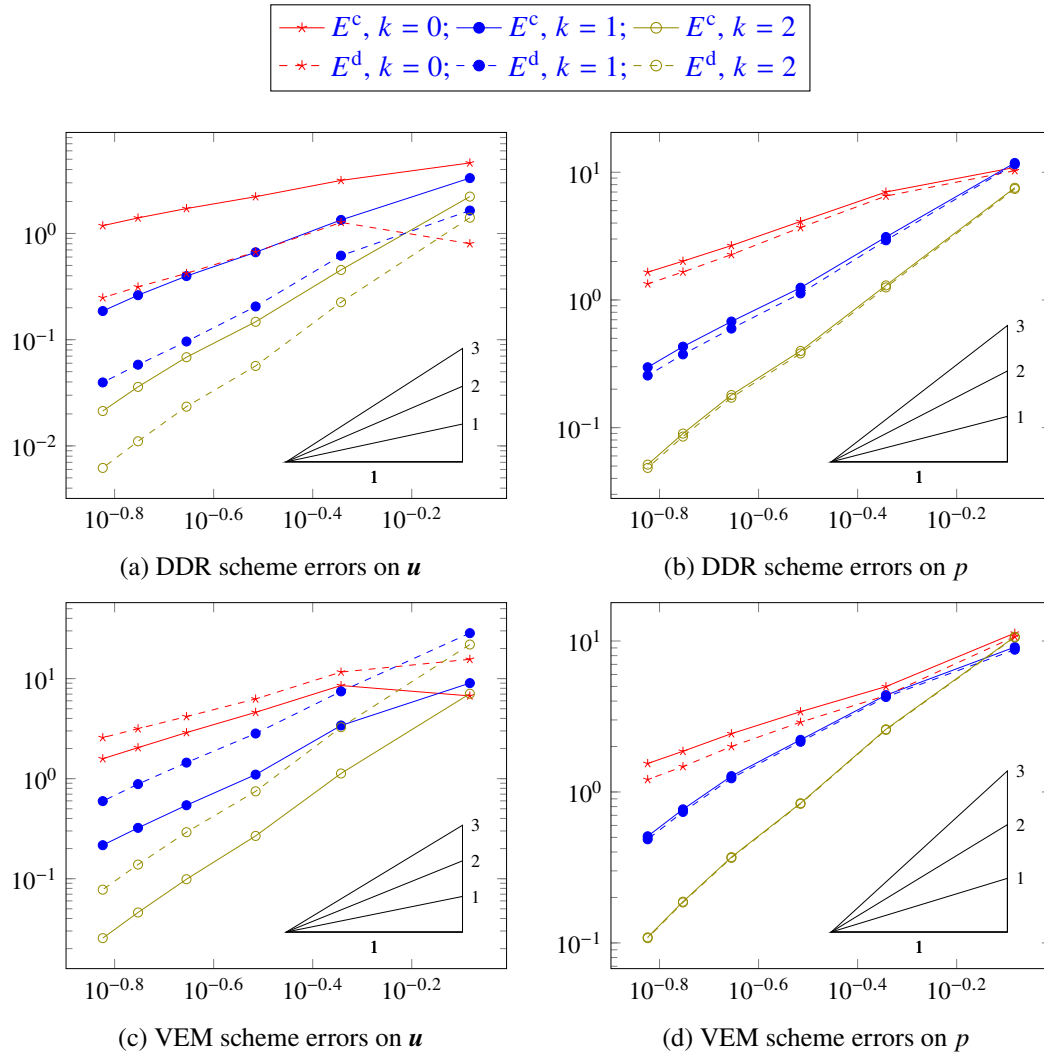 E^c, k = 0; E^c, k = 1; E^c, k = 2
E^d, k = 0; E^d, k = 1; E^d, k = 2
10^0
10^−1
10^−2
3
2
1
1
10^−0.8 10^−0.6 10^−0.4 10^−0.2
(a) DDR scheme errors on u
10^1
10^0
10^−1
3
2
1
1
10^−0.8 10^−0.6 10^−0.4 10^−0.2
(b) DDR scheme errors on p
10^1
10^0
10^−1
3
2
1
1
10^−0.8 10^−0.6 10^−0.4 10^−0.2
(c) VEM scheme errors on u
10^1
10^0
10^−1
3
2
1
1
10^−0.8 10^−0.6 10^−0.4 10^−0.2
(d) VEM scheme errors on p